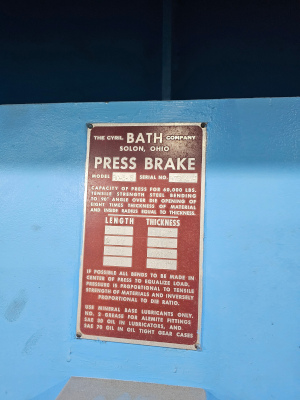 THE CYRIL BATH COMPANY
SOLON, OHIO
PRESS BRAKE
MODEL SERIAL NO.
CAPACITY OF PRESS FOR 60,000 LBS.
TENSILE STRENGTH STEEL BENDING
TO 90° ANGLE OVER DIE OPENING OF
EIGHT TIMES THICKNESS OF MATERIAL
AND INSIDE RADIUS EQUAL TO THICKNESS.
LENGTH THICKNESS
IF POSSIBLE ALL BENDS TO BE MADE IN
CENTER OF PRESS TO EQUALIZE LOAD.
PRESSURE IS PROPORTIONAL TO TENSILE
STRENGTH OF MATERIALS AND INVERSELY
PROPORTIONAL TO DIE RATIO.
USE MINERAL BASE LUBRICANTS ONLY,
NO. 2 GREASE FOR ALEMITE FITTINGS
SAE 20 OIL IN LUBRICATORS, AND
SAE 70 OIL IN OIL TIGHT GEAR CASES